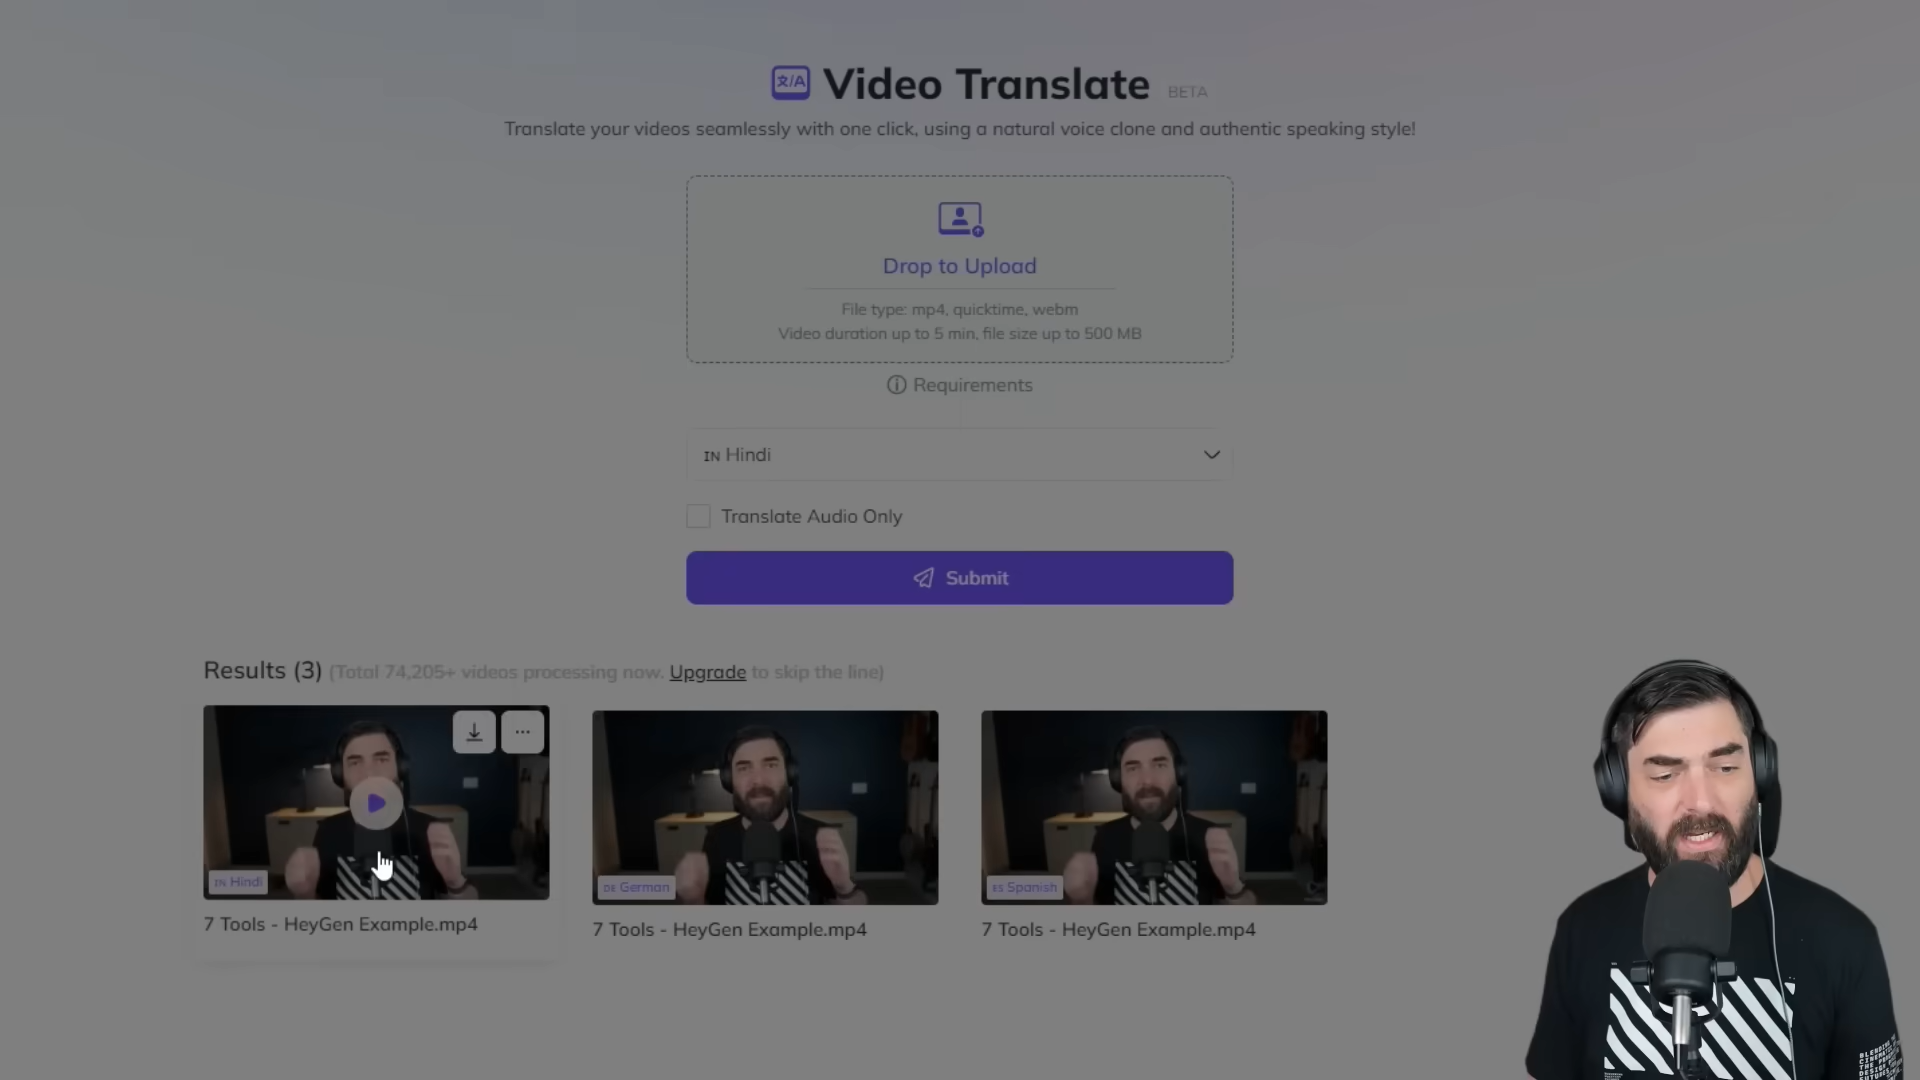 文/A Video Translate BETA
Translate your videos seamlessly with one click, using a natural voice clone and authentic speaking style!
Drop to Upload
File type: mp4, quicktime, webm
Video duration up to 5 min, file size up to 500 MB
Requirements
IN Hindi
Translate Audio Only
Submit
Results (3) (Total 74,205+ videos processing now. Upgrade to skip the line)
IN Hindi
DE German
ES Spanish
7 Tools - HeyGen Example.mp4
7 Tools - HeyGen Example.mp4
7 Tools - HeyGen Example.mp4